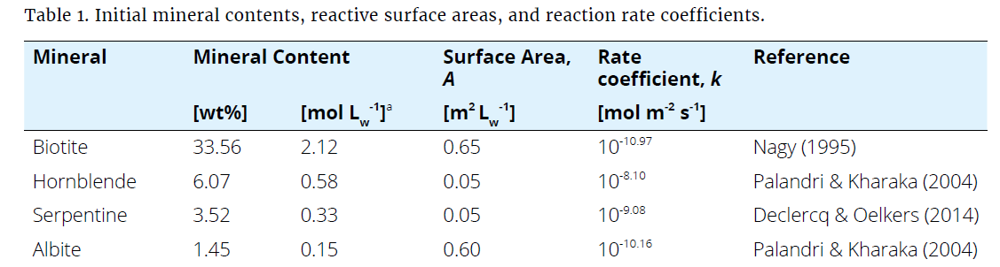 Table 1. Initial mineral contents, reactive surface areas, and reaction rate coefficients.
Mineral Mineral Content Surface Area, A Rate coefficient, k Reference
[wt%] [mol Lw-1]a [m2 Lw-1] [mol m-2 s-1]
Biotite 33.56 2.12 0.65 10-10.97 Nagy (1995)
Hornblende 6.07 0.58 0.05 10-8.10 Palandri & Kharaka (2004)
Serpentine 3.52 0.33 0.05 10-9.08 Declercq & Oelkers (2014)
Albite 1.45 0.15 0.60 10-10.16 Palandri & Kharaka (2004)